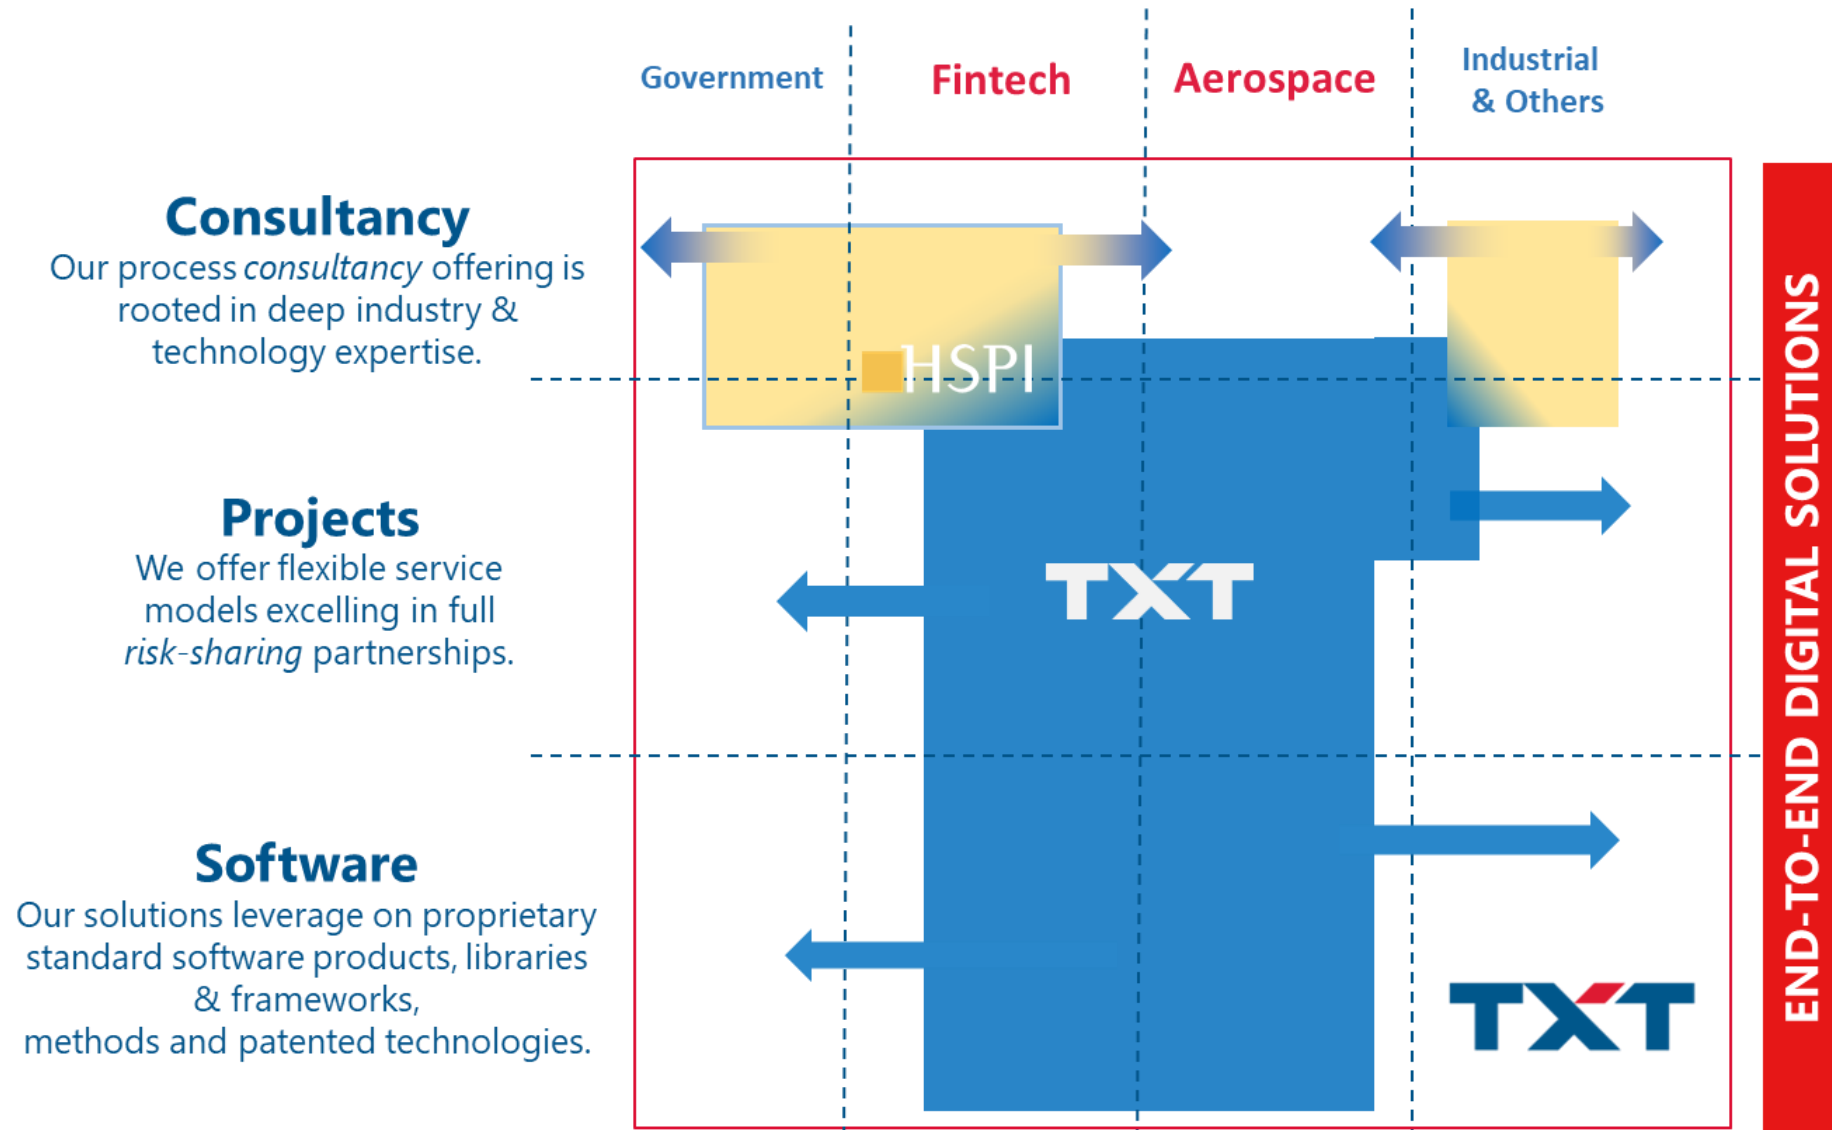 Government
Fintech
Aerospace
Industrial
& Others
Consultancy
Our process consultancy offering is
rooted in deep industry &
technology expertise.
HSPI
Projects
We offer flexible service
models excelling in full
risk-sharing partnerships.
TXT
Software
Our solutions leverage on proprietary
standard software products, libraries
& frameworks,
methods and patented technologies.
TXT
END-TO-END DIGITAL SOLUTIONS